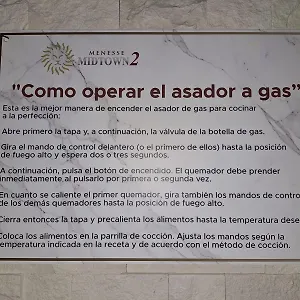 MENESSE
MIDTOWN 2
"Como operar el asador a gas"
Esta es la mejor manera de encender el asador de gas para cocinar
a la perfección:
Abre primero la tapa y, a continuación, la válvula de la botella de gas.
Gira el mando de control delantero (o el primero de ellos) hasta la posición
de fuego alto y espera dos o tres segundos.
A continuación, pulsa el botón de encendido. El quemador debe prender
inmediatamente al pulsarlo por primera o segunda vez.
En cuanto se caliente el primer quemador, gira también los mandos de control
de los demás quemadores hasta la posición de fuego alto.
Cierra entonces la tapa y precalienta los alimentos hasta la temperatura dese
Coloca los alimentos en la parrilla de cocción. Ajusta los mandos según la
temperatura indicada en la receta y de acuerdo con el método de cocción.